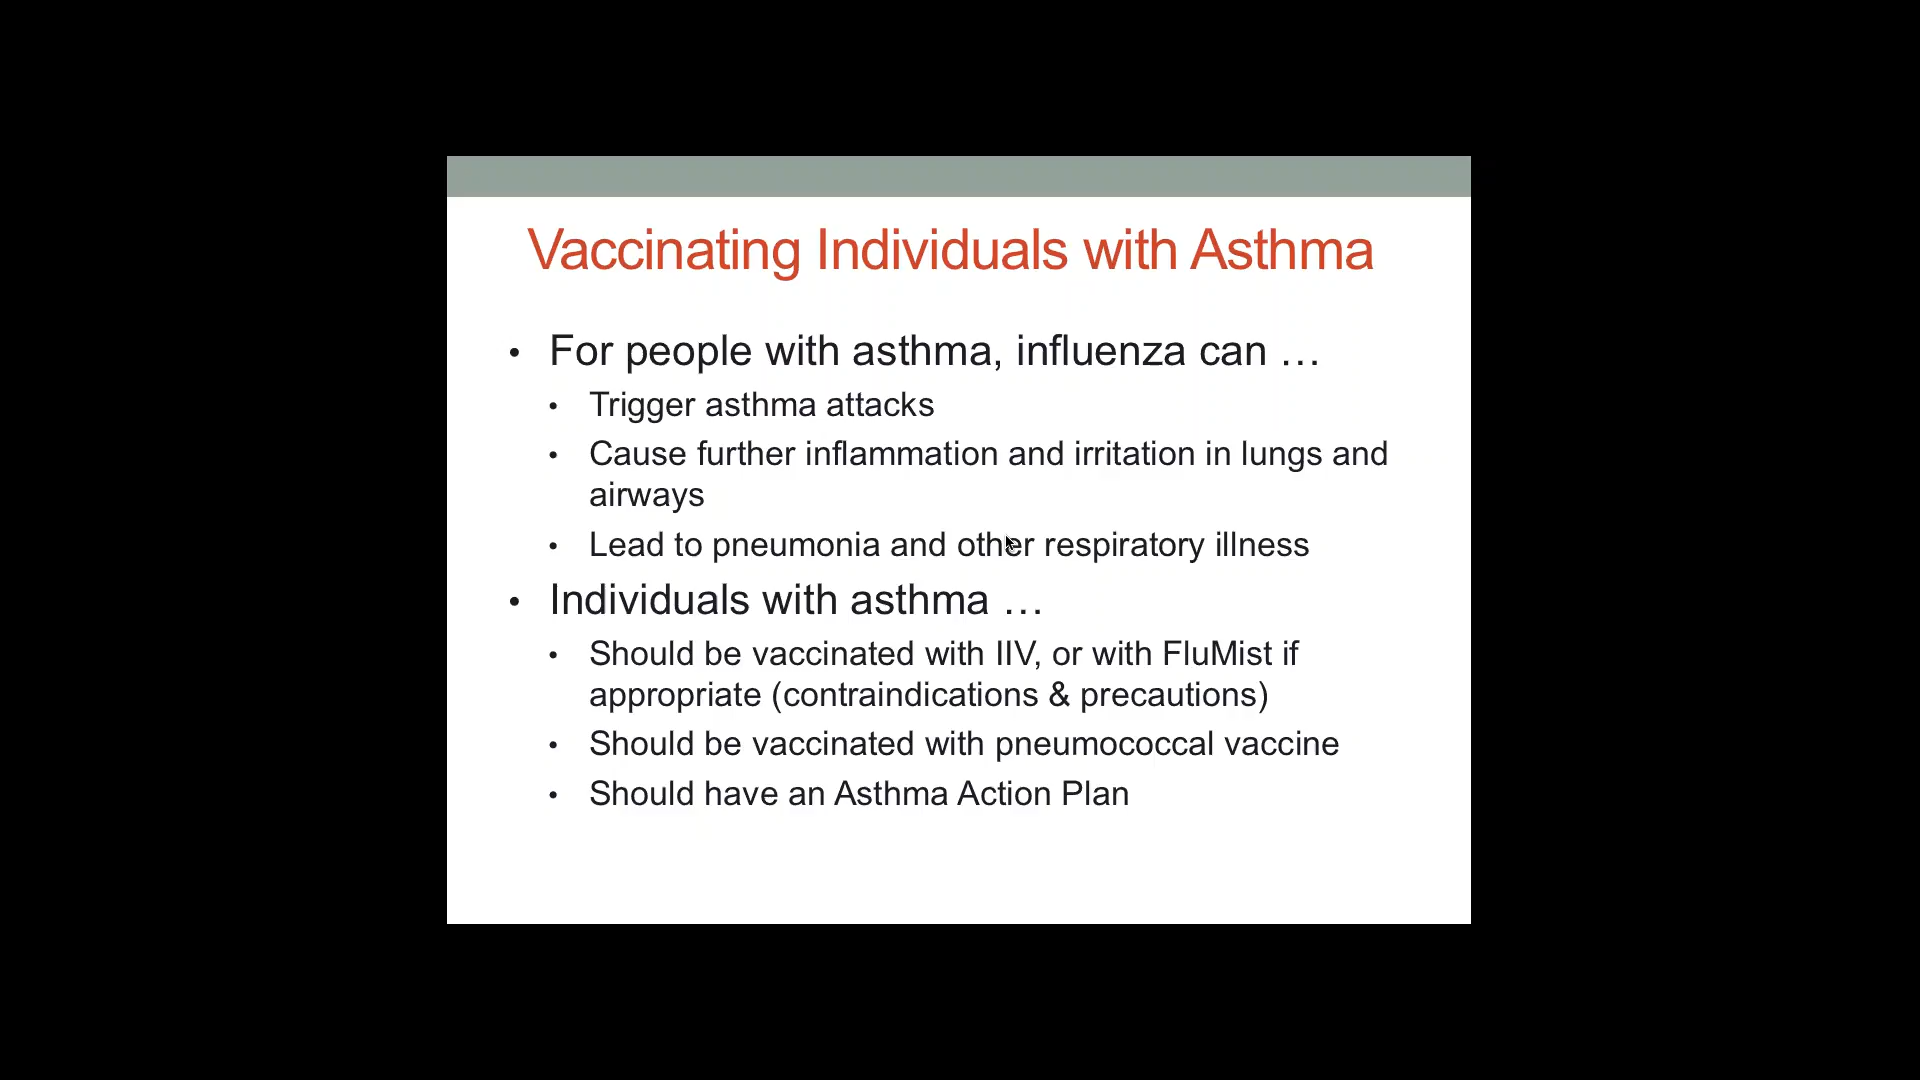 Vaccinating Individuals with Asthma
• For people with asthma, influenza can …
• Trigger asthma attacks
• Cause further inflammation and irritation in lungs and
airways
• Lead to pneumonia and other respiratory illness
• Individuals with asthma …
• Should be vaccinated with IIV, or with FluMist if
appropriate (contraindications & precautions)
• Should be vaccinated with pneumococcal vaccine
• Should have an Asthma Action Plan